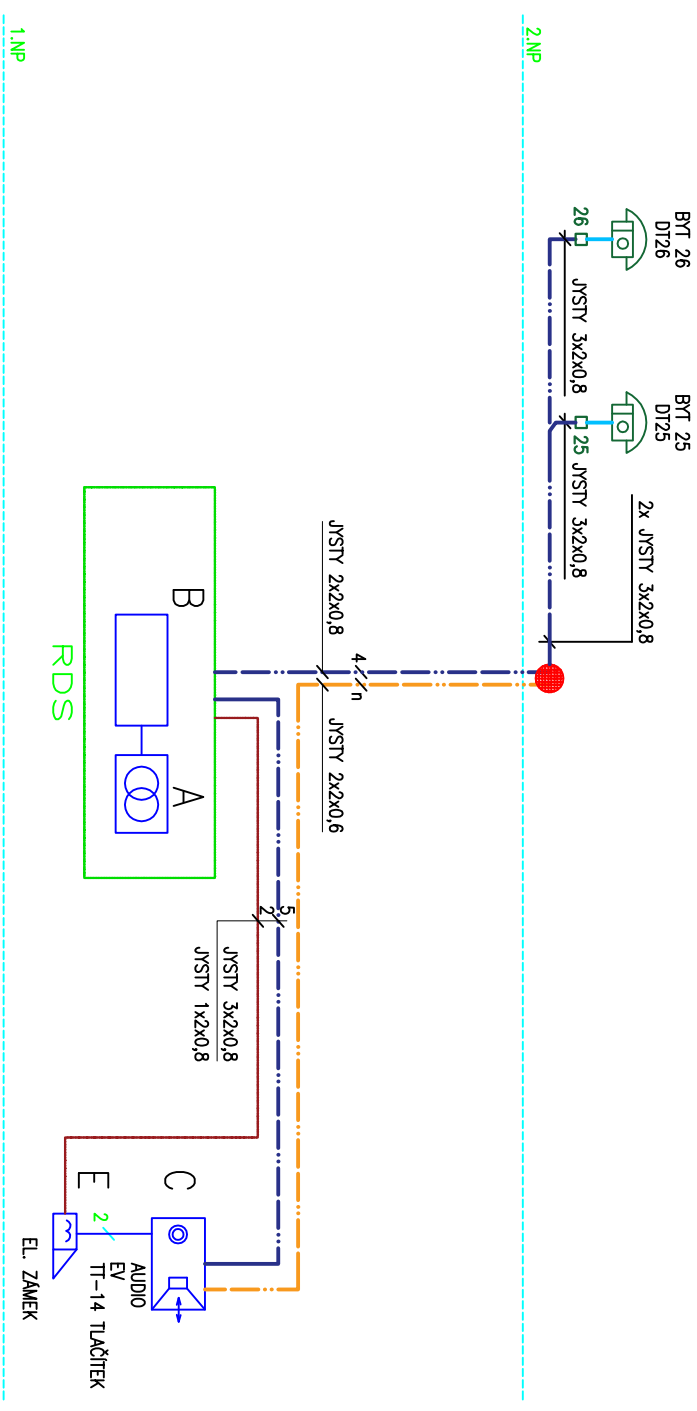 BYT 26
DT26
26
JYSTY 3x2x0,8
BYT 25
DT25
25
JYSTY 3x2x0,8
2x JYSTY 3x2x0,8
2.NP
JYSTY 2x2x0,8
4
n
JYSTY 2x2x0,6
B
A
RDS
5
2
JYSTY 3x2x0,8
JYSTY 1x2x0,8
C
E
2
AUDIO
EV
TT-14 TLAČÍTEK
EL. ZÁMEK
1.NP